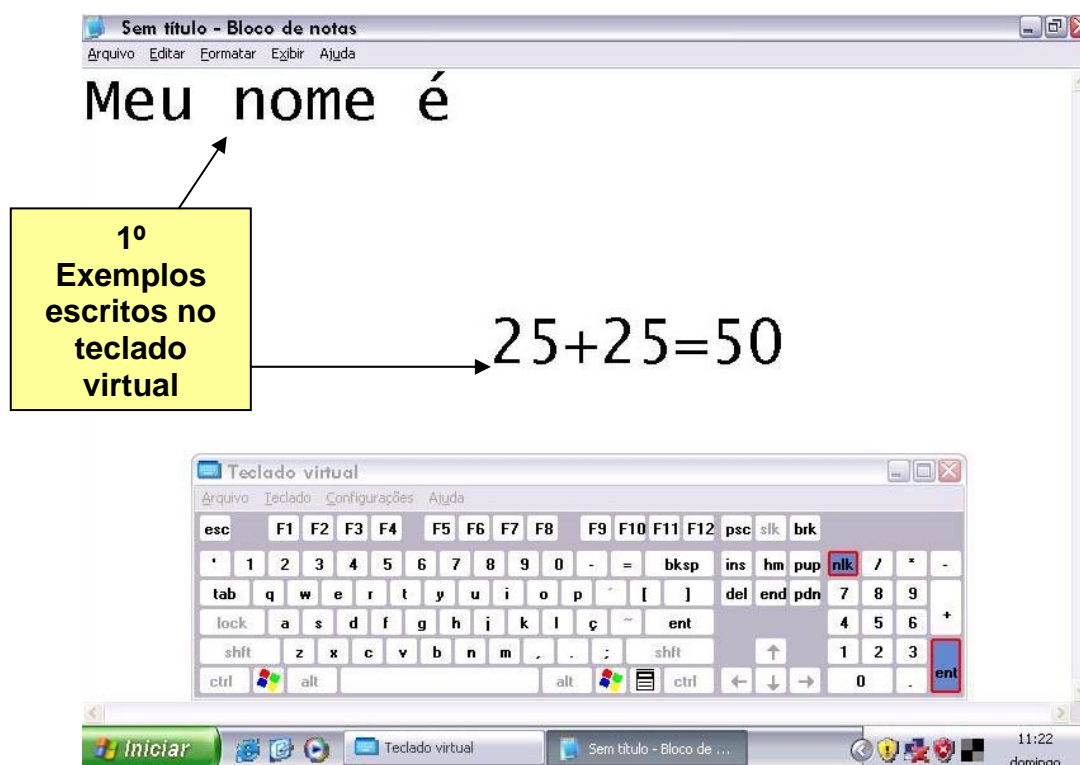 Sem título - Bloco de notas
Arquivo Editar Formatar Exibir Ajuda
Meu nome é
1º
Exemplos
escritos no
teclado
virtual
25+25=50
Teclado virtual
Arquivo Teclado Configurações Ajuda
esc F1 F2 F3 F4 F5 F6 F7 F8 F9 F10 F11 F12 psc slk brk
' 1 2 3 4 5 6 7 8 9 0 - = bksp ins hm pup nlk / * -
tab q w e r t y u i o p ´ [ ] del end pdn 7 8 9
lock a s d f g h j k l ç ~ ent 4 5 6 +
shft z x c v b n m , . ; shft ↑ 1 2 3
ctrl alt alt ctrl ← ↓ → 0 . ent
Iniciar Teclado virtual Sem título - Bloco de ... 11:22
domingo